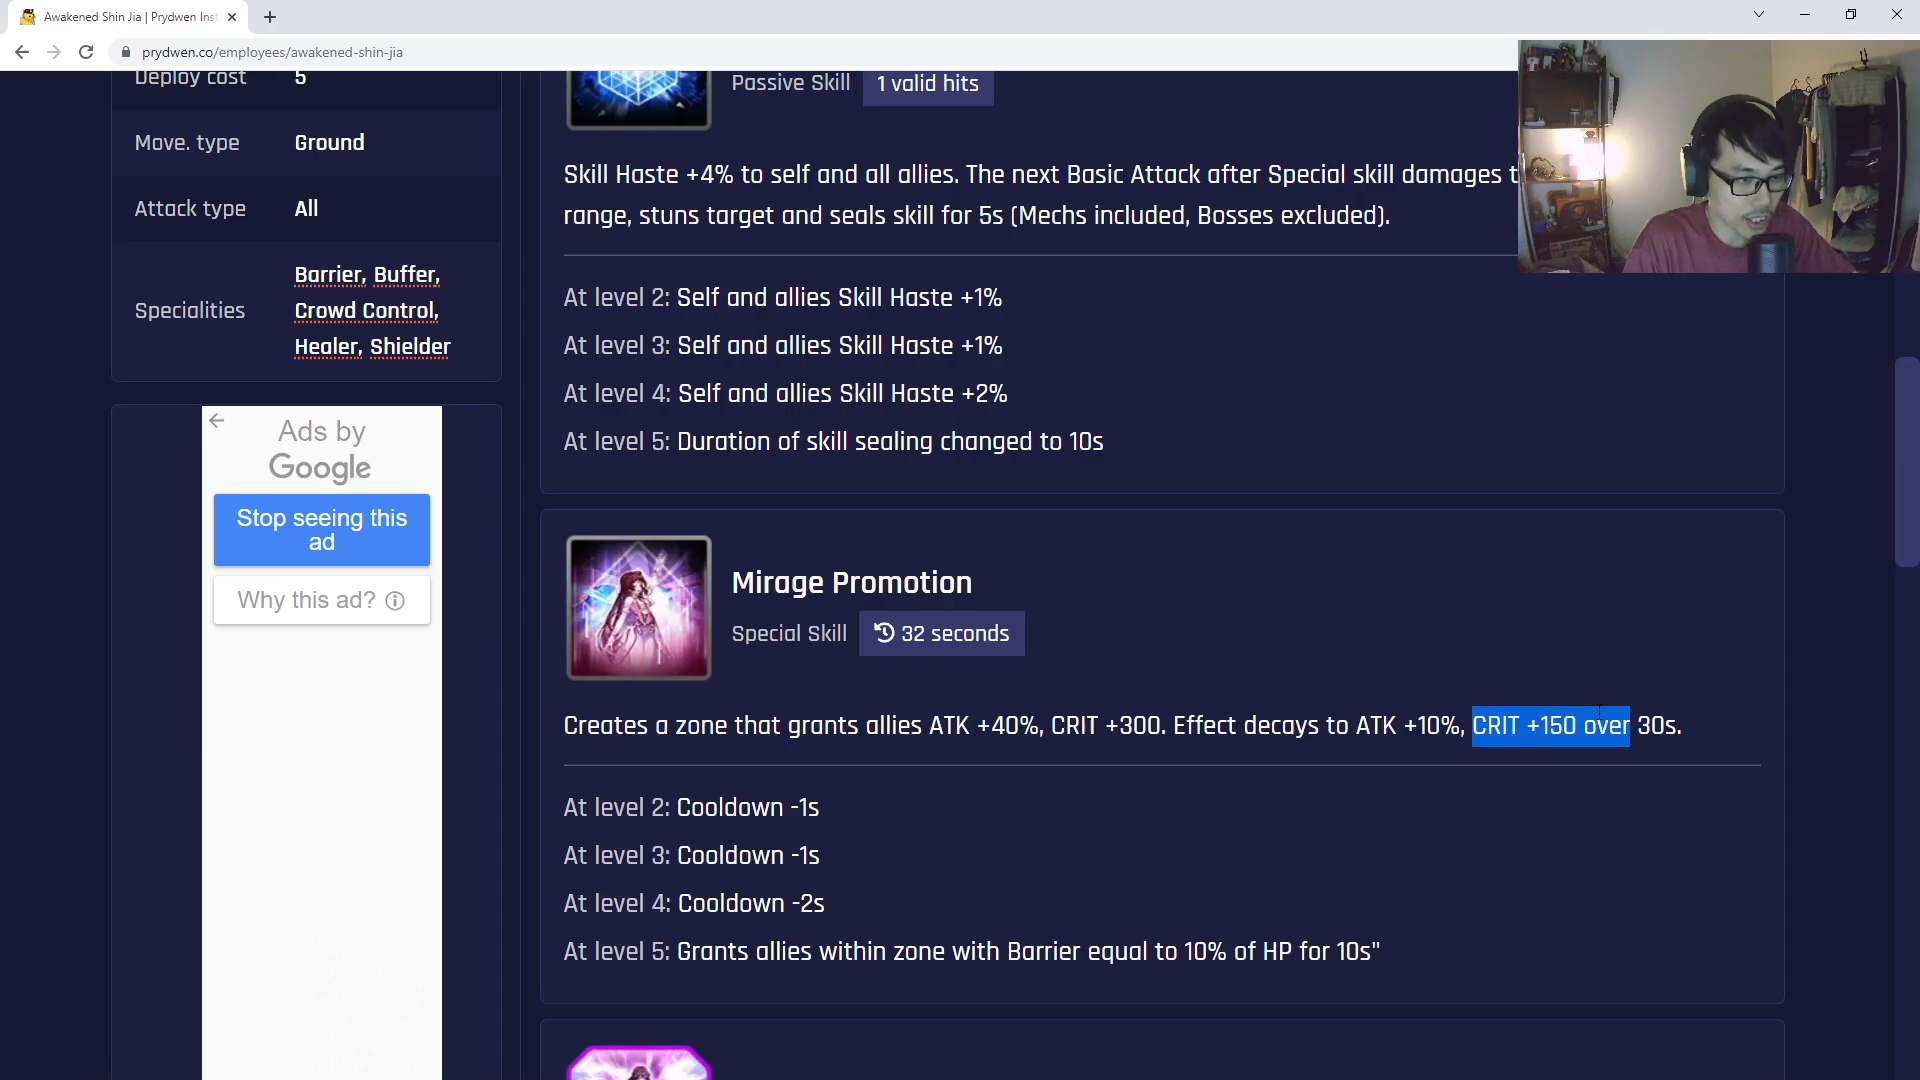 Awakened Shin Jia | Prydwen Inst
prydwen.co/employees/awakened-shin-jia
Deploy cost 5
Move. type Ground
Attack type All
Specialities Barrier, Buffer,
Crowd Control,
Healer, Shielder
Ads by
Google
Stop seeing this
ad
Why this ad?
Passive Skill 1 valid hits
Skill Haste +4% to self and all allies. The next Basic Attack after Special skill damages
range, stuns target and seals skill for 5s (Mechs included, Bosses excluded).
At level 2: Self and allies Skill Haste +1%
At level 3: Self and allies Skill Haste +1%
At level 4: Self and allies Skill Haste +2%
At level 5: Duration of skill sealing changed to 10s
Mirage Promotion
Special Skill 32 seconds
Creates a zone that grants allies ATK +40%, CRIT +300. Effect decays to ATK +10%, CRIT +150 over 30s.
At level 2: Cooldown -1s
At level 3: Cooldown -1s
At level 4: Cooldown -2s
At level 5: Grants allies within zone with Barrier equal to 10% of HP for 10s"